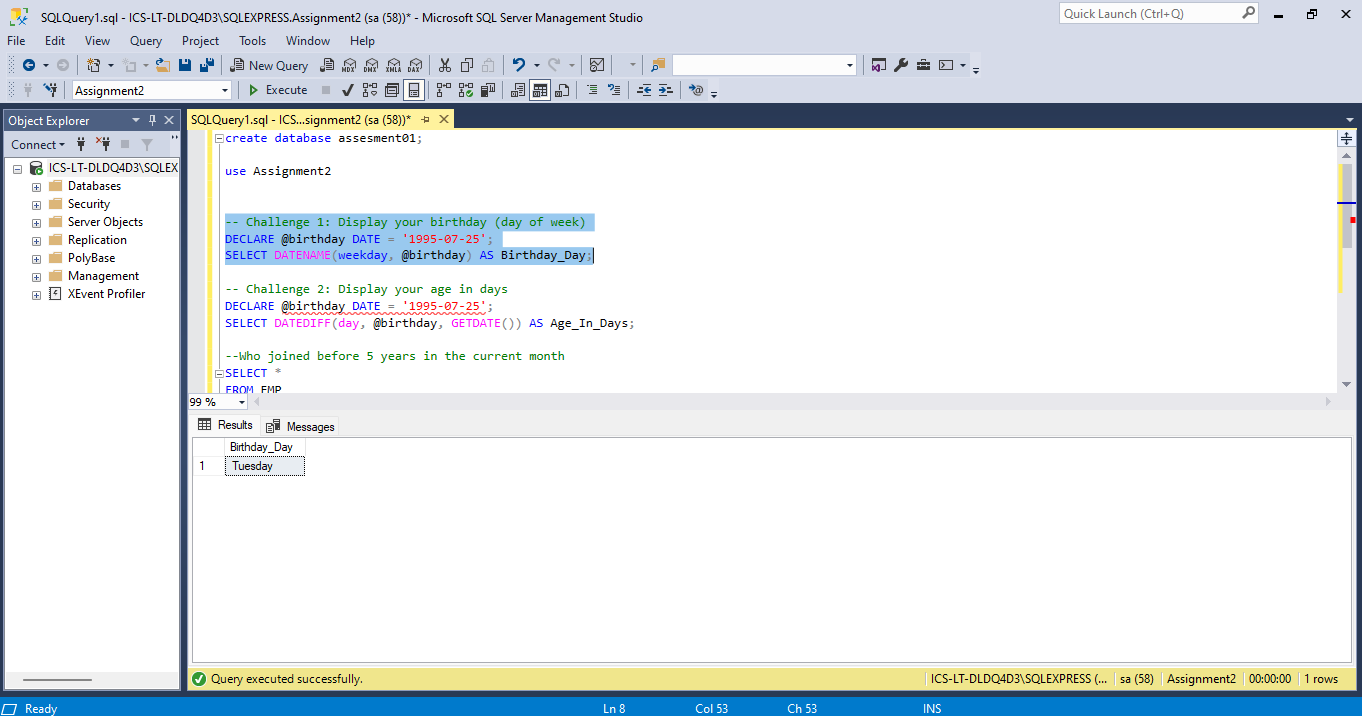 SQLQuery1.sql - ICS-LT-DLDQ4D3\SQLEXPRESS.Assignment2 (sa (58))* - Microsoft SQL Server Management Studio
Quick Launch (Ctrl+Q)
File Edit View Query Project Tools Window Help
New Query
MDX DMX XMLA DAX
Assignment2
Execute
Object Explorer
Connect
ICS-LT-DLDQ4D3\SQLEX
Databases
Security
Server Objects
Replication
PolyBase
Management
XEvent Profiler
SQLQuery1.sql - ICS...signment2 (sa (58))*
create database assesment01;
use Assignment2
-- Challenge 1: Display your birthday (day of week)
DECLARE @birthday DATE = '1995-07-25';
SELECT DATENAME(weekday, @birthday) AS Birthday_Day;
-- Challenge 2: Display your age in days
DECLARE @birthday DATE = '1995-07-25';
SELECT DATEDIFF(day, @birthday, GETDATE()) AS Age_In_Days;
--Who joined before 5 years in the current month
SELECT *
FROM EMP
99 %
Results Messages
Birthday_Day
1 Tuesday
Query executed successfully. ICS-LT-DLDQ4D3\SQLEXPRESS (... sa (58) Assignment2 00:00:00 1 rows
Ready Ln 8 Col 53 Ch 53 INS